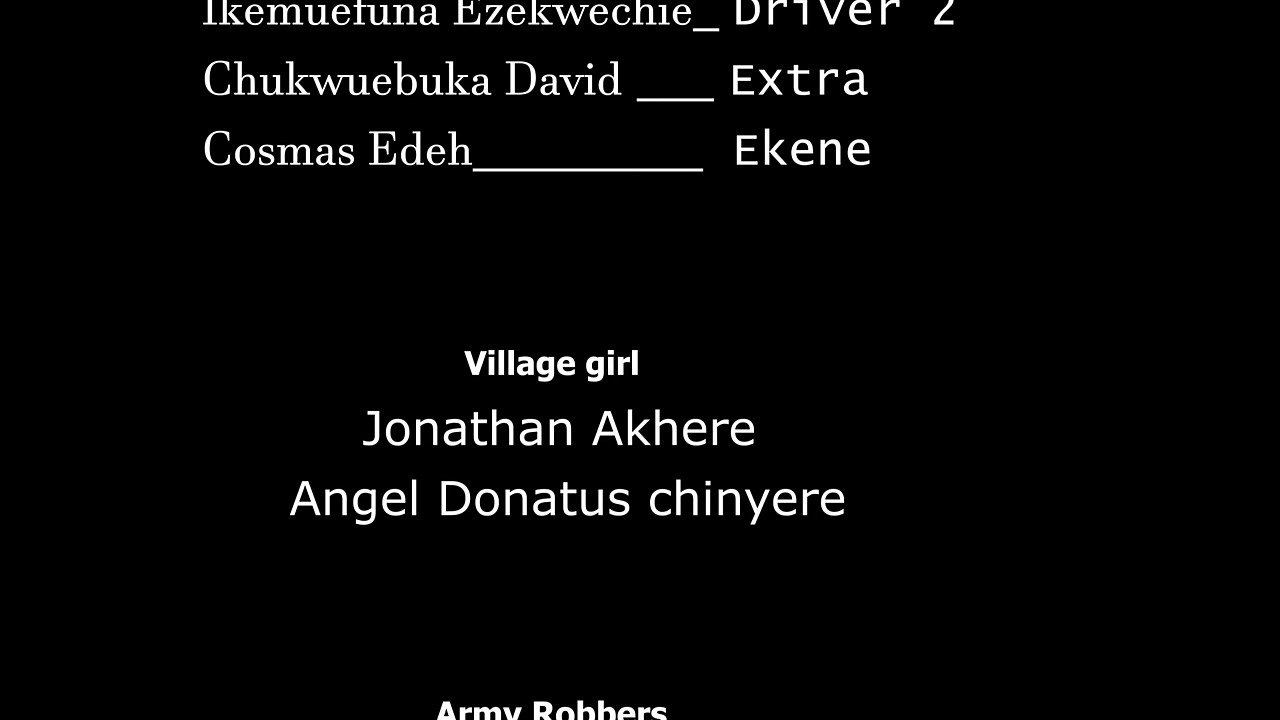 Ikemuefuna Ezekwechie_ Driver 2
Chukwuebuka David ___ Extra
Cosmas Edeh_________ Ekene
Village girl
Jonathan Akhere
Angel Donatus chinyere
Army Robbers